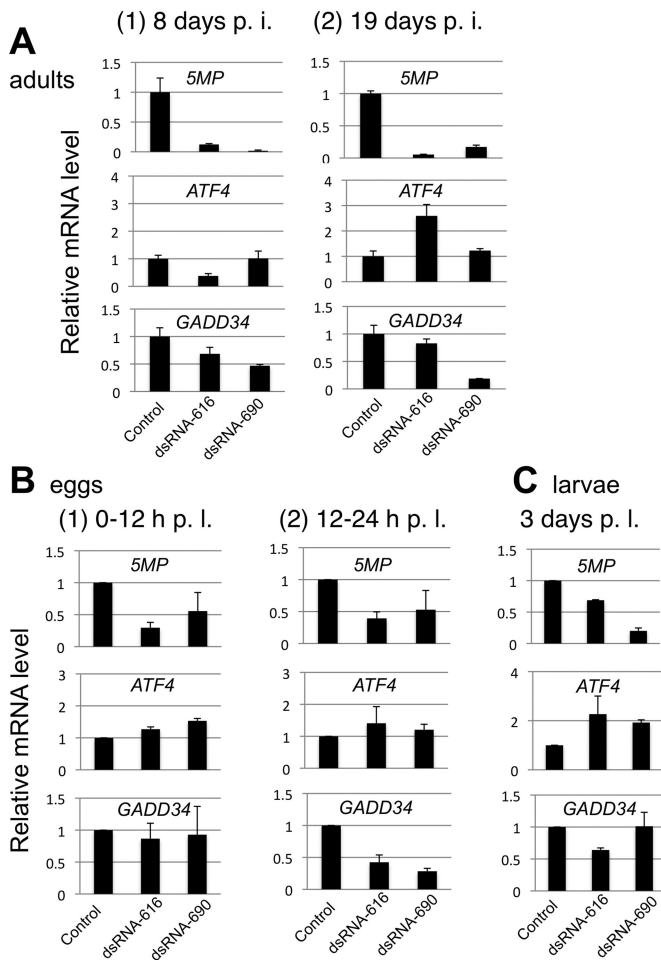 (1) 8 days p. i.
(2) 19 days p. i.
A
adults
Relative mRNA level
5MP
1.5
1
0.5
0
ATF4
4
3
2
1
0
GADD34
1.5
1
0.5
0
Control
dsRNA-616
dsRNA-690
5MP
1.5
1
0.5
0
ATF4
4
3
2
1
0
GADD34
1.5
1
0.5
0
Control
dsRNA-616
dsRNA-690
B eggs
(1) 0-12 h p. l.
(2) 12-24 h p. l.
C larvae
3 days p. l.
Relative mRNA level
5MP
1.5
1
0.5
0
ATF4
3
2
1
0
GADD34
1.5
1
0.5
0
Control
dsRNA-616
dsRNA-690
5MP
1.5
1
0.5
0
ATF4
3
2
1
0
GADD34
1.5
1
0.5
0
Control
dsRNA-616
dsRNA-690
5MP
1.5
1
0.5
0
ATF4
4
2
0
GADD34
1.5
1
0.5
0
Control
dsRNA-616
dsRNA-690